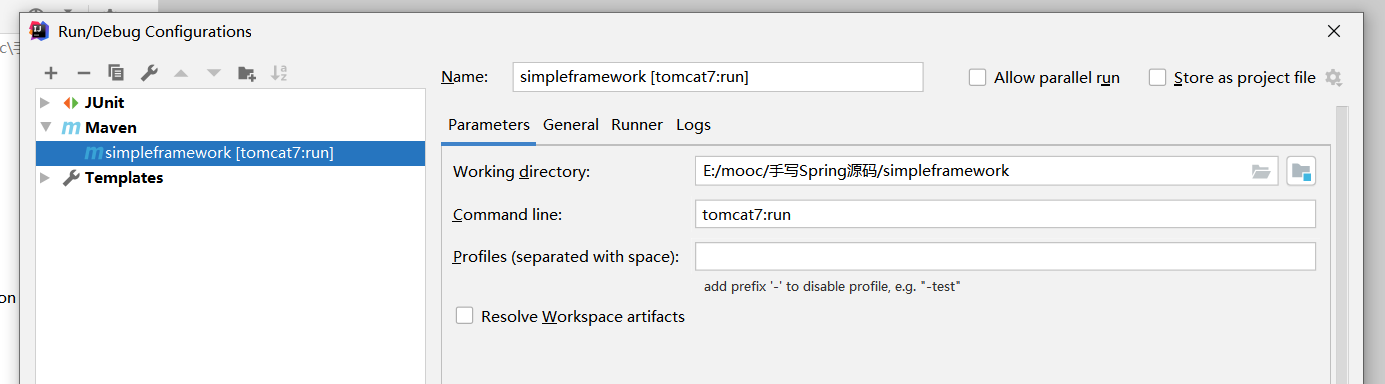 Run/Debug Configurations
c\
Name: simpleframework [tomcat7:run] Allow parallel run Store as project file
JUnit
Maven
simpleframework [tomcat7:run]
Templates
Parameters General Runner Logs
Working directory: E:/mooc/手写Spring源码/simpleframework
Command line: tomcat7:run
Profiles (separated with space):
add prefix '-' to disable profile, e.g. "-test"
Resolve Workspace artifacts
on